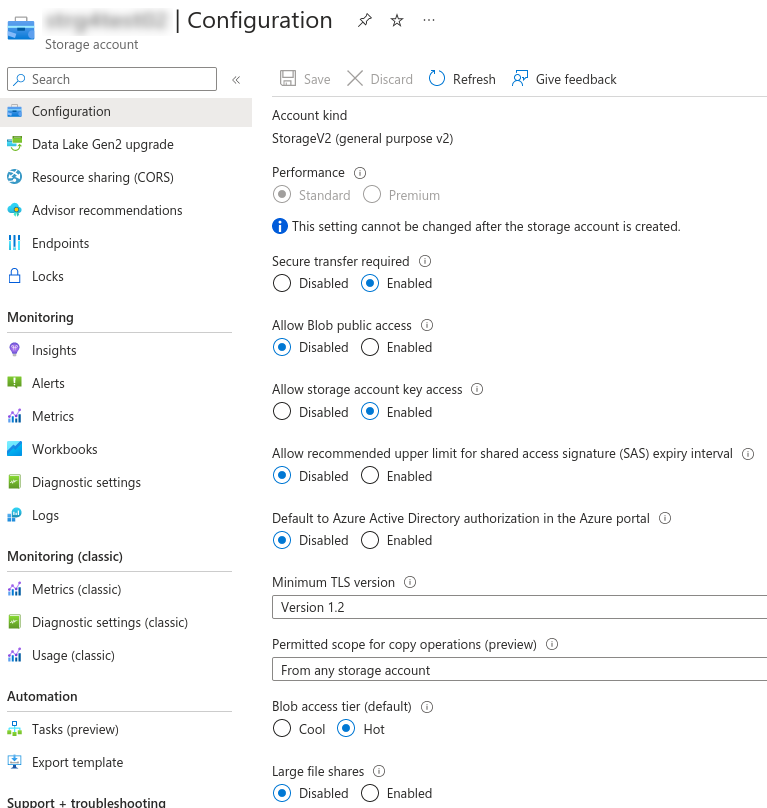 | Configuration
Storage account
Search
«
Configuration
Data Lake Gen2 upgrade
Resource sharing (CORS)
Advisor recommendations
Endpoints
Locks
Monitoring
Insights
Alerts
Metrics
Workbooks
Diagnostic settings
Logs
Monitoring (classic)
Metrics (classic)
Diagnostic settings (classic)
Usage (classic)
Automation
Tasks (preview)
Export template
Support + troubleshooting
Save Discard Refresh Give feedback
Account kind
StorageV2 (general purpose v2)
Performance
Standard Premium
This setting cannot be changed after the storage account is created.
Secure transfer required
Disabled Enabled
Allow Blob public access
Disabled Enabled
Allow storage account key access
Disabled Enabled
Allow recommended upper limit for shared access signature (SAS) expiry interval
Disabled Enabled
Default to Azure Active Directory authorization in the Azure portal
Disabled Enabled
Minimum TLS version
Version 1.2
Permitted scope for copy operations (preview)
From any storage account
Blob access tier (default)
Cool Hot
Large file shares
Disabled Enabled